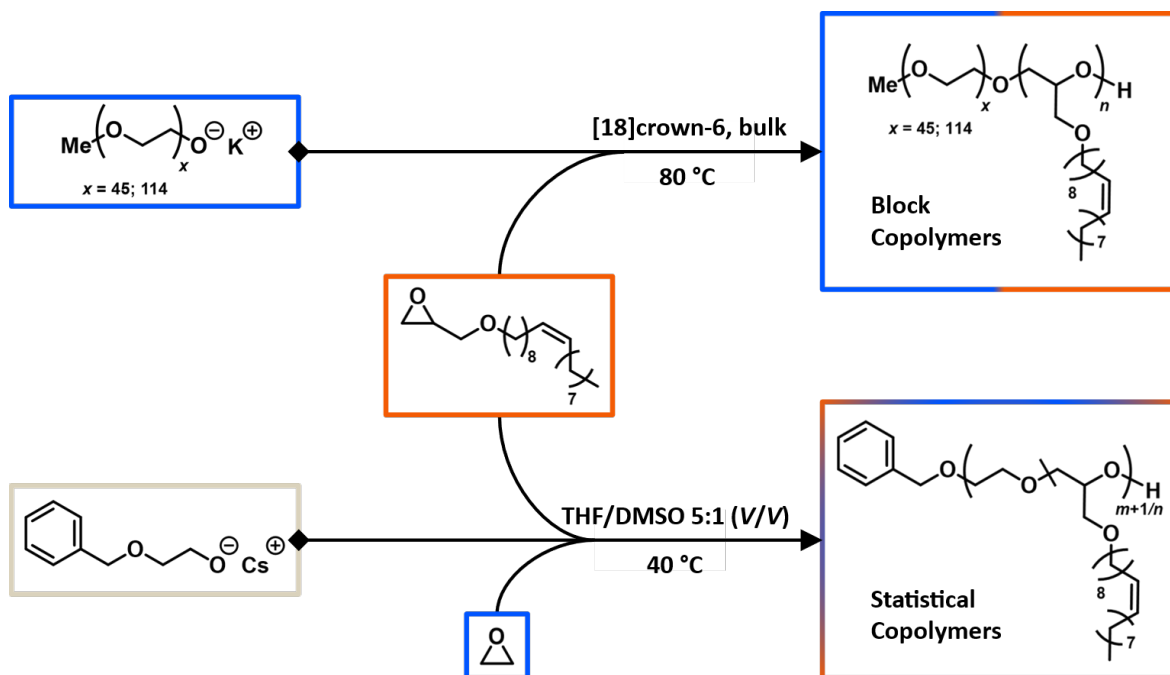 Me
O
O
⊖
K
⊕
x
x = 45; 114
[18]crown-6, bulk
80 °C
Me
O
O
O
H
x
n
O
x = 45; 114
8
7
Block
Copolymers
O
O
8
7
O
O
⊖
Cs
⊕
THF/DMSO 5:1 (V/V)
40 °C
O
O
O
O
H
m+1/n
O
8
7
Statistical
Copolymers